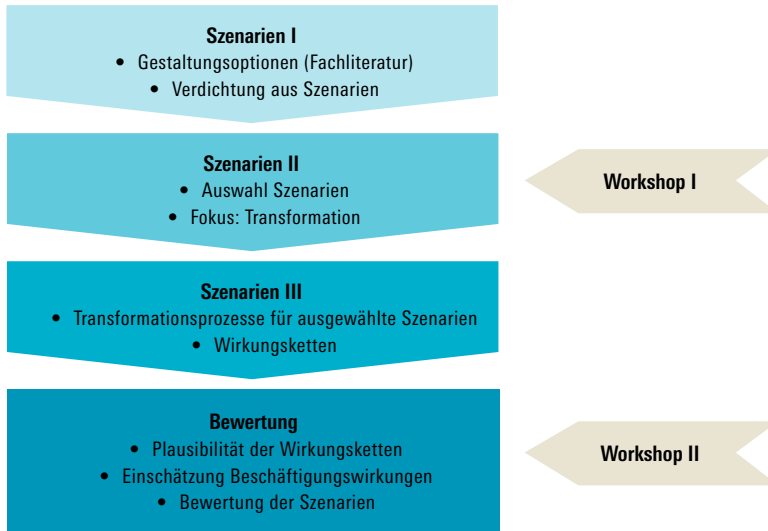 Szenarien I
• Gestaltungsoptionen (Fachliteratur)
• Verdichtung aus Szenarien
Szenarien II
• Auswahl Szenarien
• Fokus: Transformation
Workshop I
Szenarien III
• Transformationsprozesse für ausgewählte Szenarien
• Wirkungsketten
Bewertung
• Plausibilität der Wirkungsketten
• Einschätzung Beschäftigungswirkungen
• Bewertung der Szenarien
Workshop II